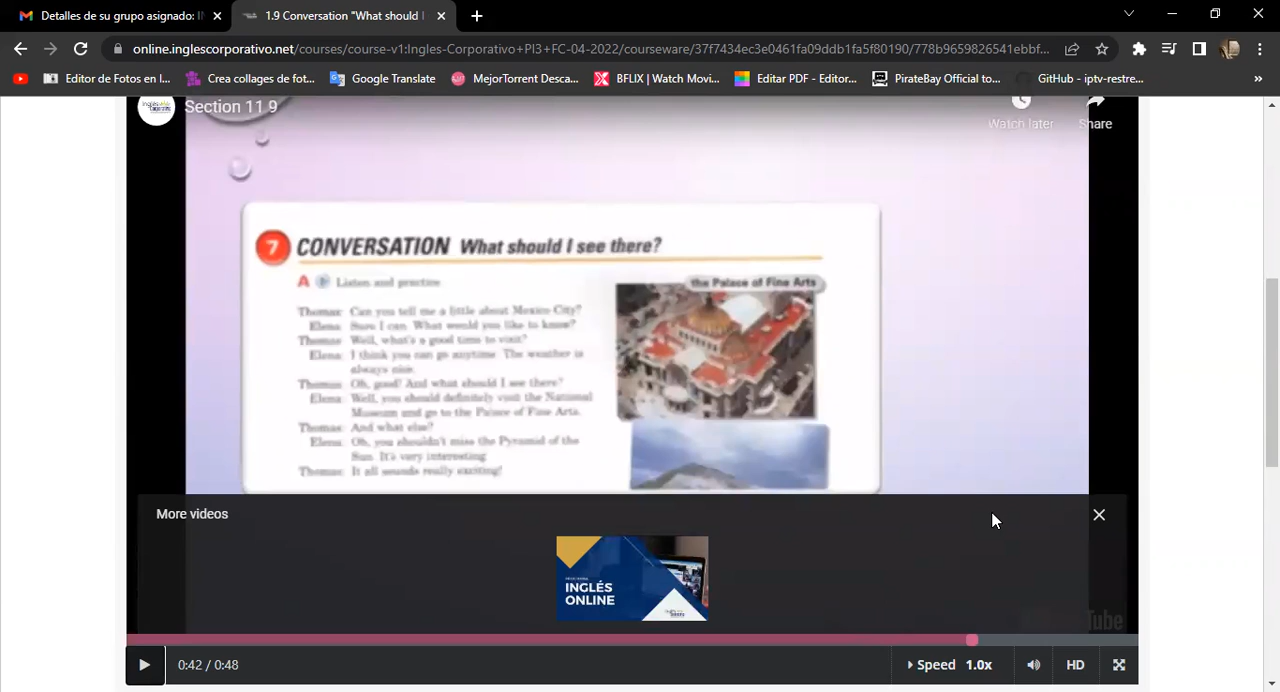 Detalles de su grupo asignado: IN
1.9 Conversation "What should I
online.inglescorporativo.net/courses/course-v1:Ingles-Corporativo+PI3+FC-04-2022/courseware/37f7434ec3e0461fa09ddb1fa5f80190/778b9659826541ebbf...
Editor de Fotos en l... Crea collages de fot... Google Translate MejorTorrent Desca... BFLIX | Watch Movi... Editar PDF - Editor... PirateBay Official to... GitHub - iptv-restre... »
Section 11 9
Watch later Share
7 CONVERSATION What should I see there?
A Listen and practice
the Palace of Fine Arts
Thomas: Can you tell me a little about Mexico City?
Elena: Sure I can. What would you like to know?
Thomas: Well, what's a good time to visit?
Elena: I think you can go anytime. The weather is
always nice.
Thomas: Oh, good! And what should I see there?
Elena: Well, you should definitely visit the National
Museum and go to the Palace of Fine Arts.
Thomas: And what else?
Elena: Oh, you shouldn't miss the Pyramid of the
Sun. It's very interesting.
Thomas: It all sounds really exciting!
More videos
INGLÉS
ONLINE
0:42 / 0:48 Speed 1.0x HD